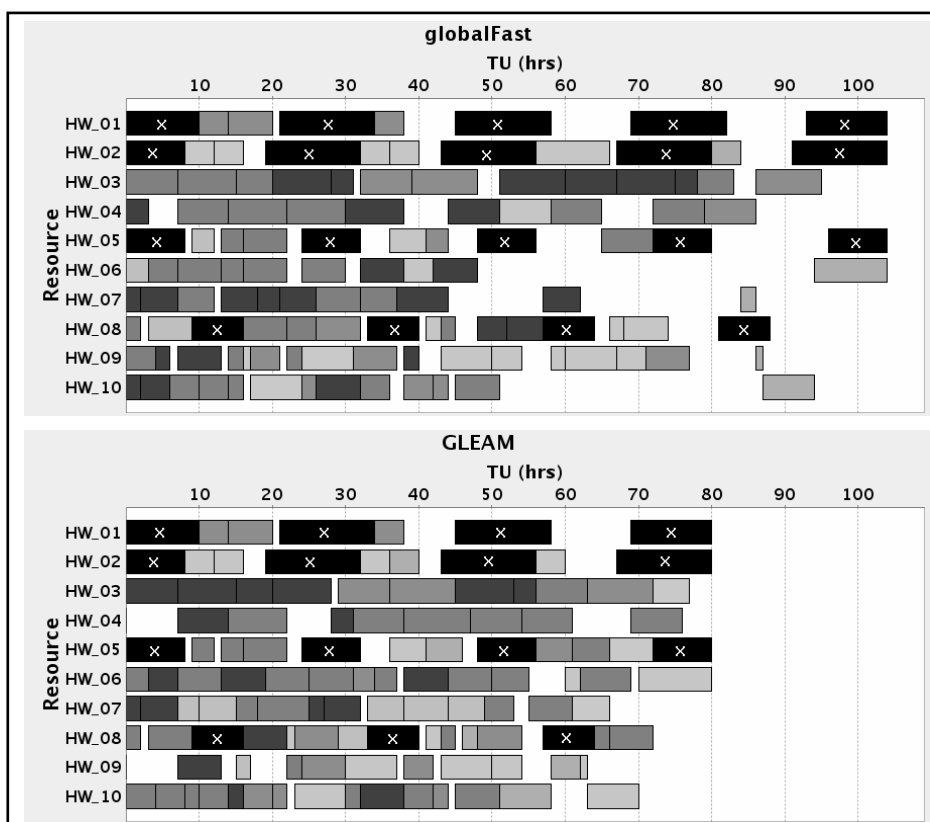 globalFast
TU (hrs)
10 20 30 40 50 60 70 80 90 100
Resource
HW_01
X X X X X
HW_02
X X X X X
HW_03
HW_04
HW_05
X X X X X
HW_06
HW_07
HW_08
X X X X
HW_09
HW_10
GLEAM
TU (hrs)
10 20 30 40 50 60 70 80 90 100
Resource
HW_01
X X X X
HW_02
X X X X
HW_03
HW_04
HW_05
X X X X
HW_06
HW_07
HW_08
X X X
HW_09
HW_10